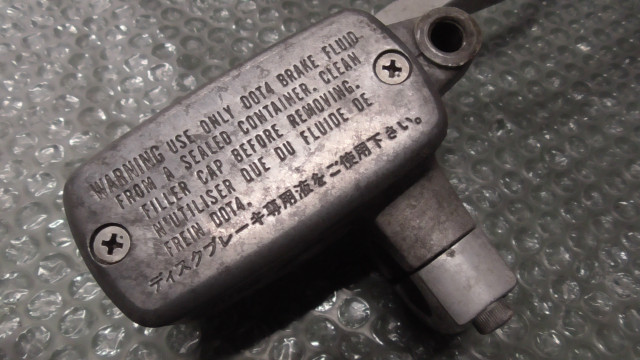 WARNING USE ONLY DOT4 BRAKE FLUID
FROM A SEALED CONTAINER. CLEAN
FILLER CAP BEFORE REMOVING.
N'UTILISER QUE DU FLUIDE DE
FREIN DOT4.
ディスクブレーキ専用液をご使用下さい。